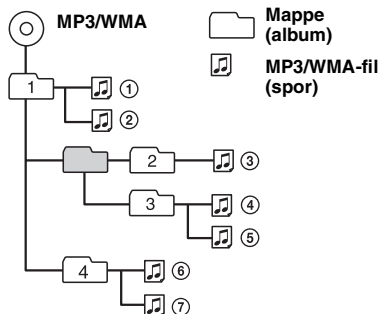 MP3/WMA
Mappe
(album)
MP3/WMA-fil
(spor)
1
①
②
2
③
3
④
⑤
4
⑥
⑦